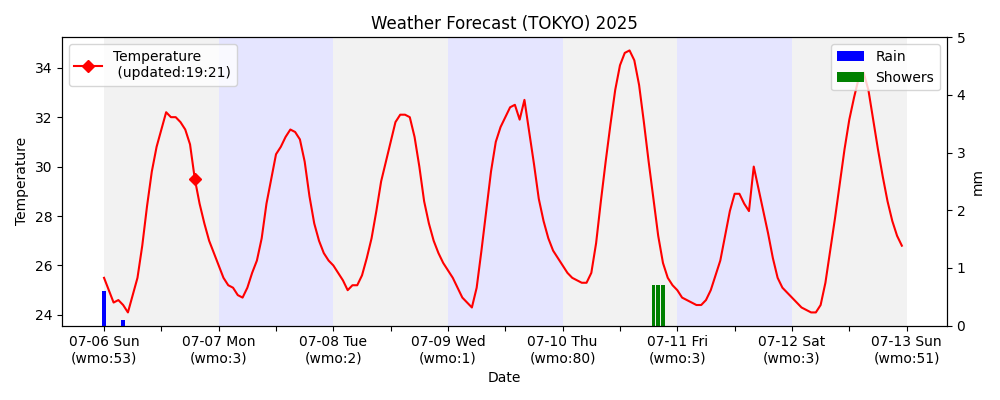 Weather Forecast (TOKYO) 2025
Temperature
(updated:19:21)
Rain
Showers
Temperature
34
32
30
28
26
24
5
4
3
2
1
0
mm
07-06 Sun
(wmo:53)
07-07 Mon
(wmo:3)
07-08 Tue
(wmo:2)
07-09 Wed
(wmo:1)
07-10 Thu
(wmo:80)
07-11 Fri
(wmo:3)
07-12 Sat
(wmo:3)
07-13 Sun
(wmo:51)
Date